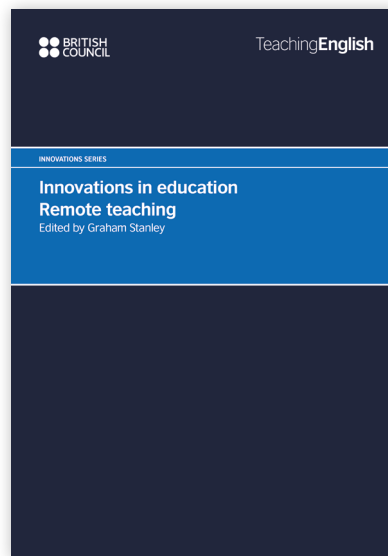 BRITISH
COUNCIL
TeachingEnglish
INNOVATIONS SERIES
Innovations in education
Remote teaching
Edited by Graham Stanley